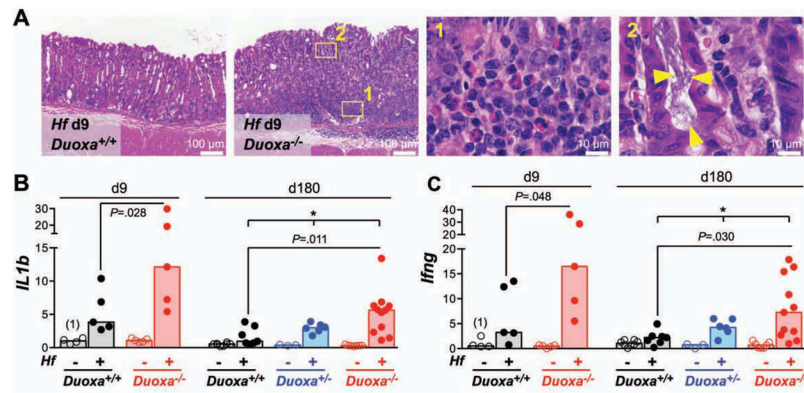 A
Hf d9
Duoxa+/+
100 µm
2
1
Hf d9
Duoxa-/-
100 µm
1
10 µm
2
10 µm
B
d9
d180
30
20
10
5
0
IL1b
P=.028
*
P=.011
(1)
Hf - + - + - + - + - +
Duoxa+/+ Duoxa-/- Duoxa+/+ Duoxa+/- Duoxa-/-
C
d9
d180
40
30
20
15
10
5
0
Ifng
P=.048
*
P=.030
(1)
Hf - + - + - + - + - +
Duoxa+/+ Duoxa-/- Duoxa+/+ Duoxa+/- Duoxa-/-